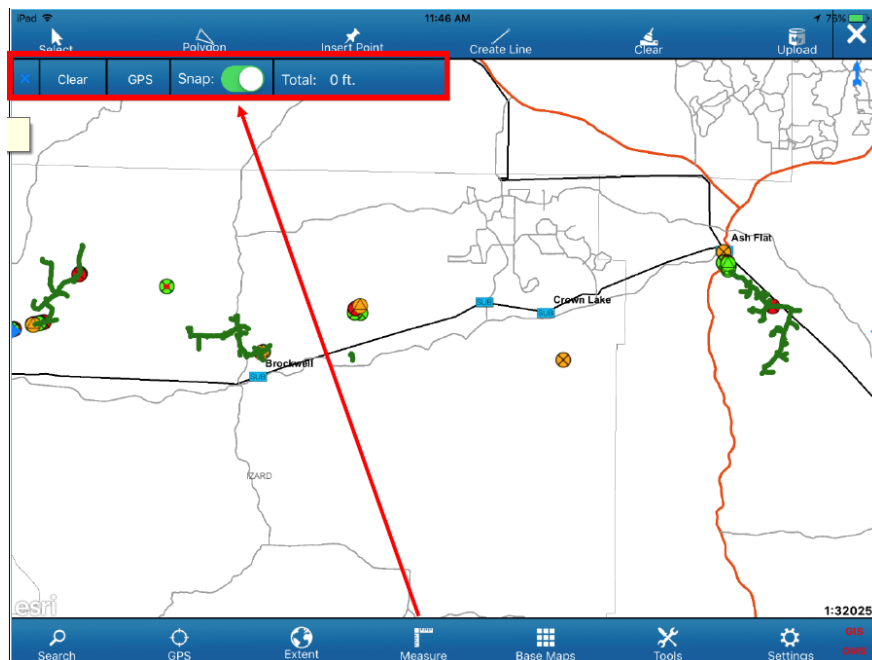 iPad 11:46 AM 76%
Select Polygon Insert Point Create Line Clear Upload
Clear GPS Snap: Total: 0 ft.
Ash Flat
SUB Crown Lake
SUB
Brockwell
SUB
IZARD
esri
1:32025
GIS
Search GPS Extent Measure Base Maps Tools Settings OMS